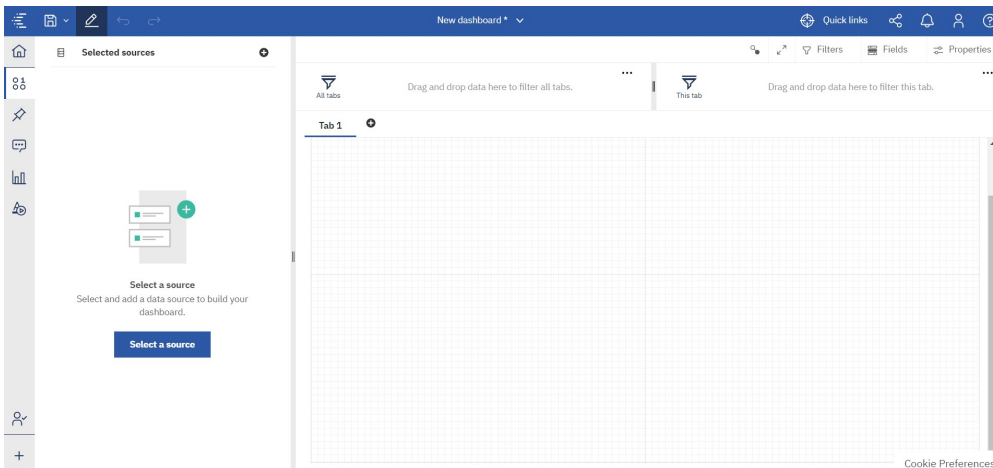 New dashboard *
Quick links
Selected sources
Filters
Fields
Properties
All tabs
Drag and drop data here to filter all tabs.
This tab
Drag and drop data here to filter this tab.
Tab 1
Select a source
Select and add a data source to build your
dashboard.
Select a source
Cookie Preferences